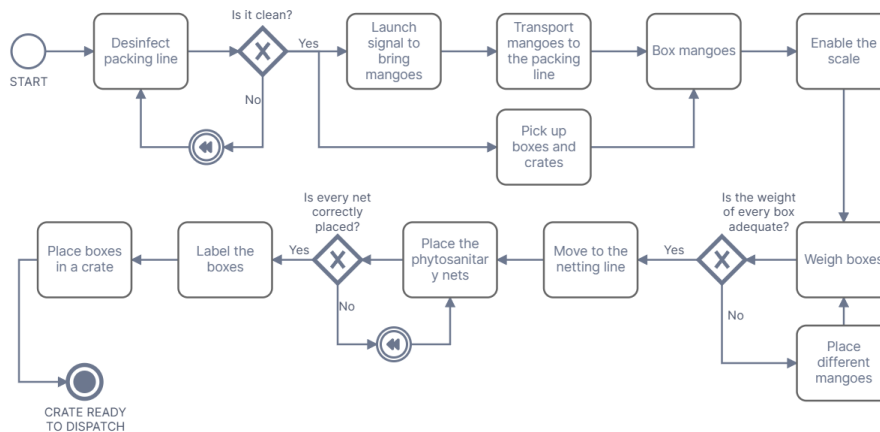 Is it clean?
START
Desinfect
packing line
Yes
No
Launch
signal to
bring
mangoes
Transport
mangoes to
the packing
line
Box mangoes
Enable the
scale
Pick up
boxes and
crates
Is the weight
of every box
adequate?
Weigh boxes
No
Place
different
mangoes
Yes
Move to the
netting line
Place the
phytosanitar
y nets
Is every net
correctly
placed?
No
Yes
Label the
boxes
Place boxes
in a crate
CRATE READY
TO DISPATCH